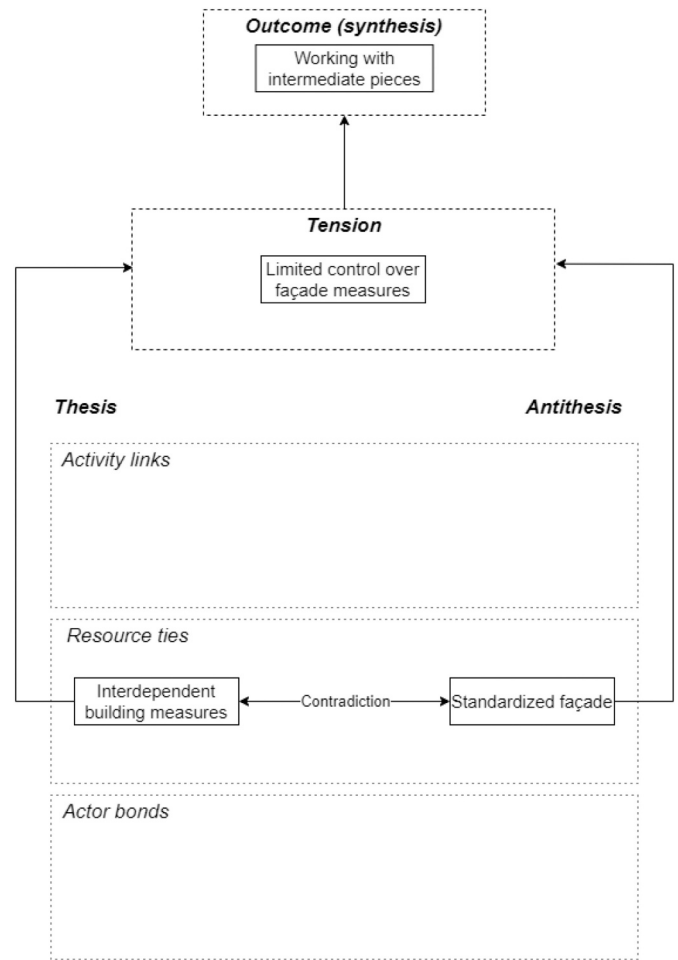 Outcome (synthesis)
Working with
intermediate pieces
Tension
Limited control over
façade measures
Thesis
Antithesis
Activity links
Resource ties
Interdependent
building measures
Contradiction
Standardized façade
Actor bonds